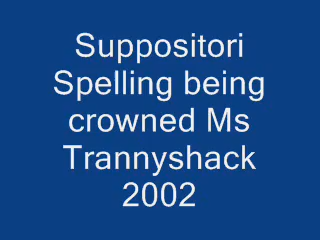 Suppositori
Spelling being
crowned Ms
Trannyshack
2002